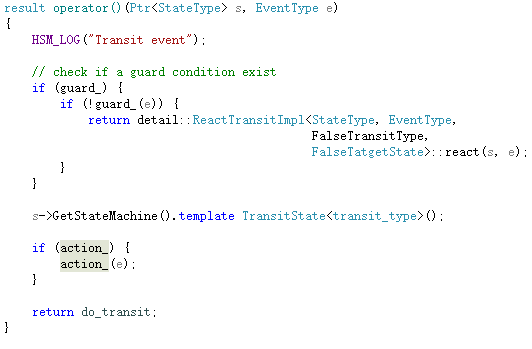 result operator()(Ptr<StateType> s, EventType e)
{
    HSM_LOG("Transit event");

    // check if a guard condition exist
    if (guard_) {
        if (!guard_(e)) {
            return detail::ReactTransitImpl<StateType, EventType,
                                            FalseTransitType,
                                            FalseTatgetState>::react(s, e);
        }
    }

    s->GetStateMachine().template TransitState<transit_type>();

    if (action_) {
        action_(e);
    }

    return do_transit;
}